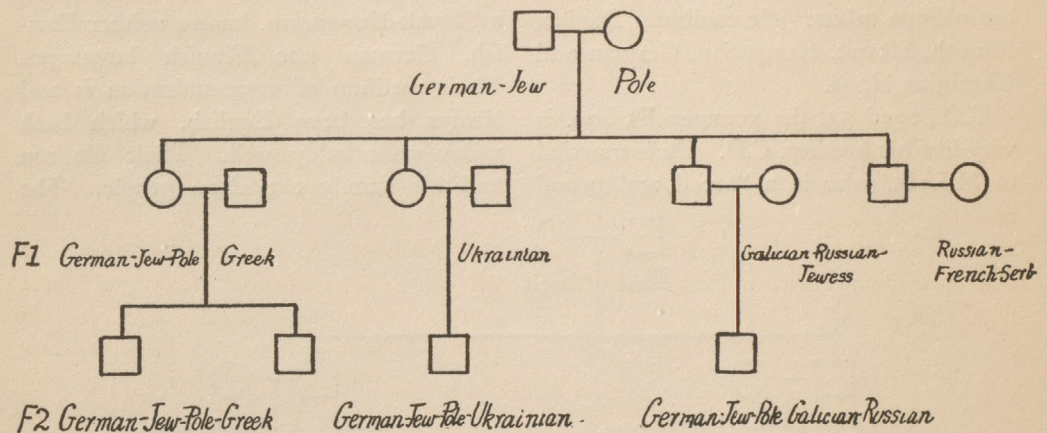 German-Jew
Pole
F1 German-Jew-Pole
Greek
Ukrainian
Galician-Russian-
Jewess
Russian-
French-Serb
F2 German-Jew-Pole-Greek
German-Jew-Pole-Ukrainian.
German-Jew-Pole Galician-Russian